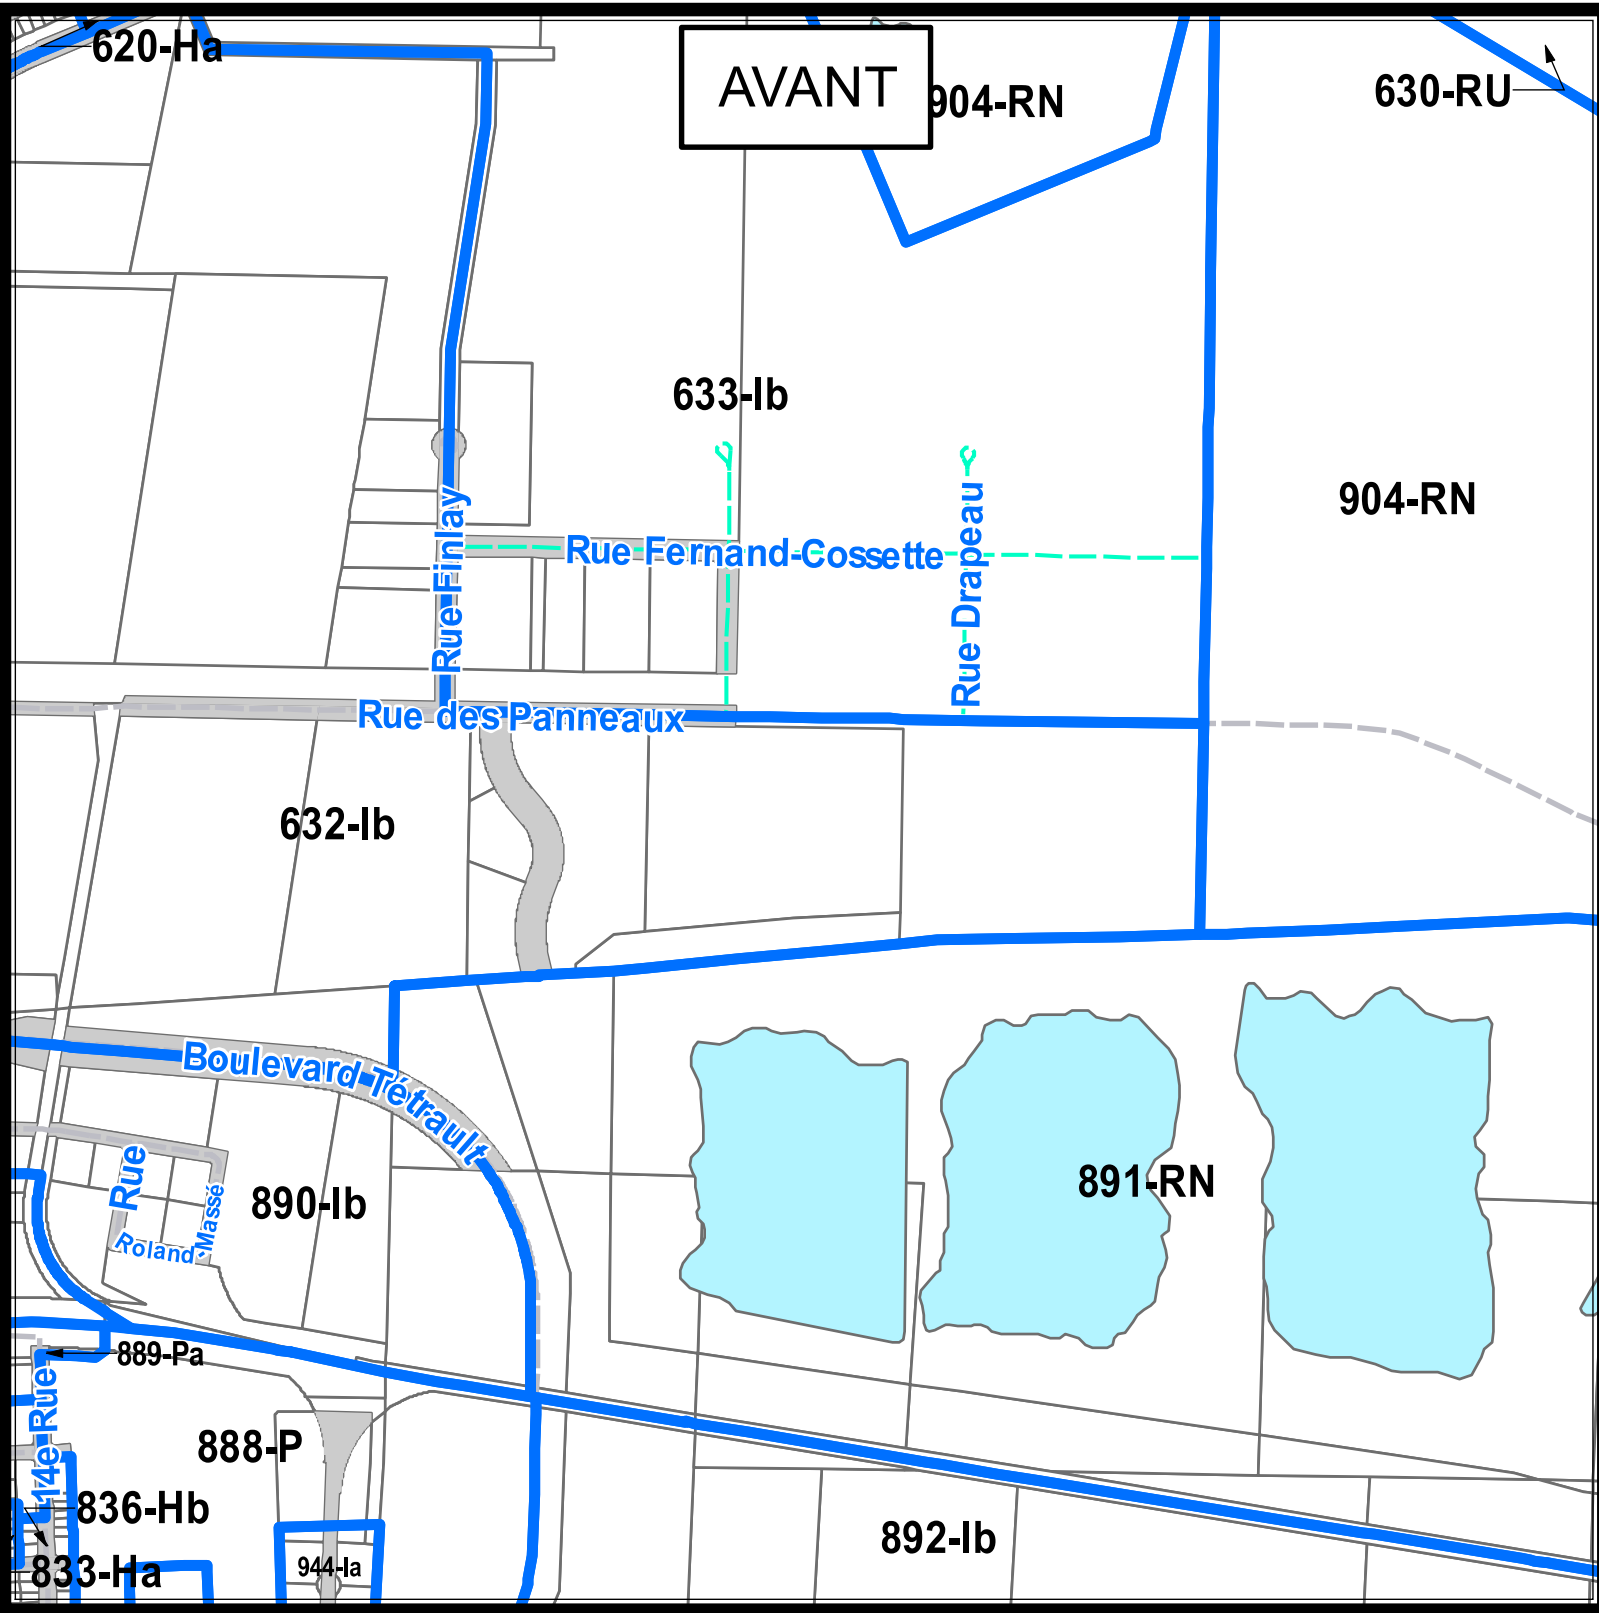 620-Ha
AVANT
904-RN
630-RU
633-Ib
904-RN
Rue Finlay
Rue Fernand-Cossette
Rue Drapeau
Rue des Panneaux
632-Ib
Boulevard Tétrault
Rue
Roland-Massé
890-Ib
891-RN
889-Pa
14e Rue
888-P
836-Hb
892-Ib
833-Ha
944-Ia